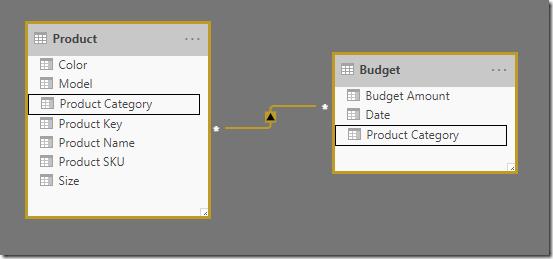 Product
Color
Model
Product Category
Product Key
Product Name
Product SKU
Size
Budget
Budget Amount
Date
Product Category